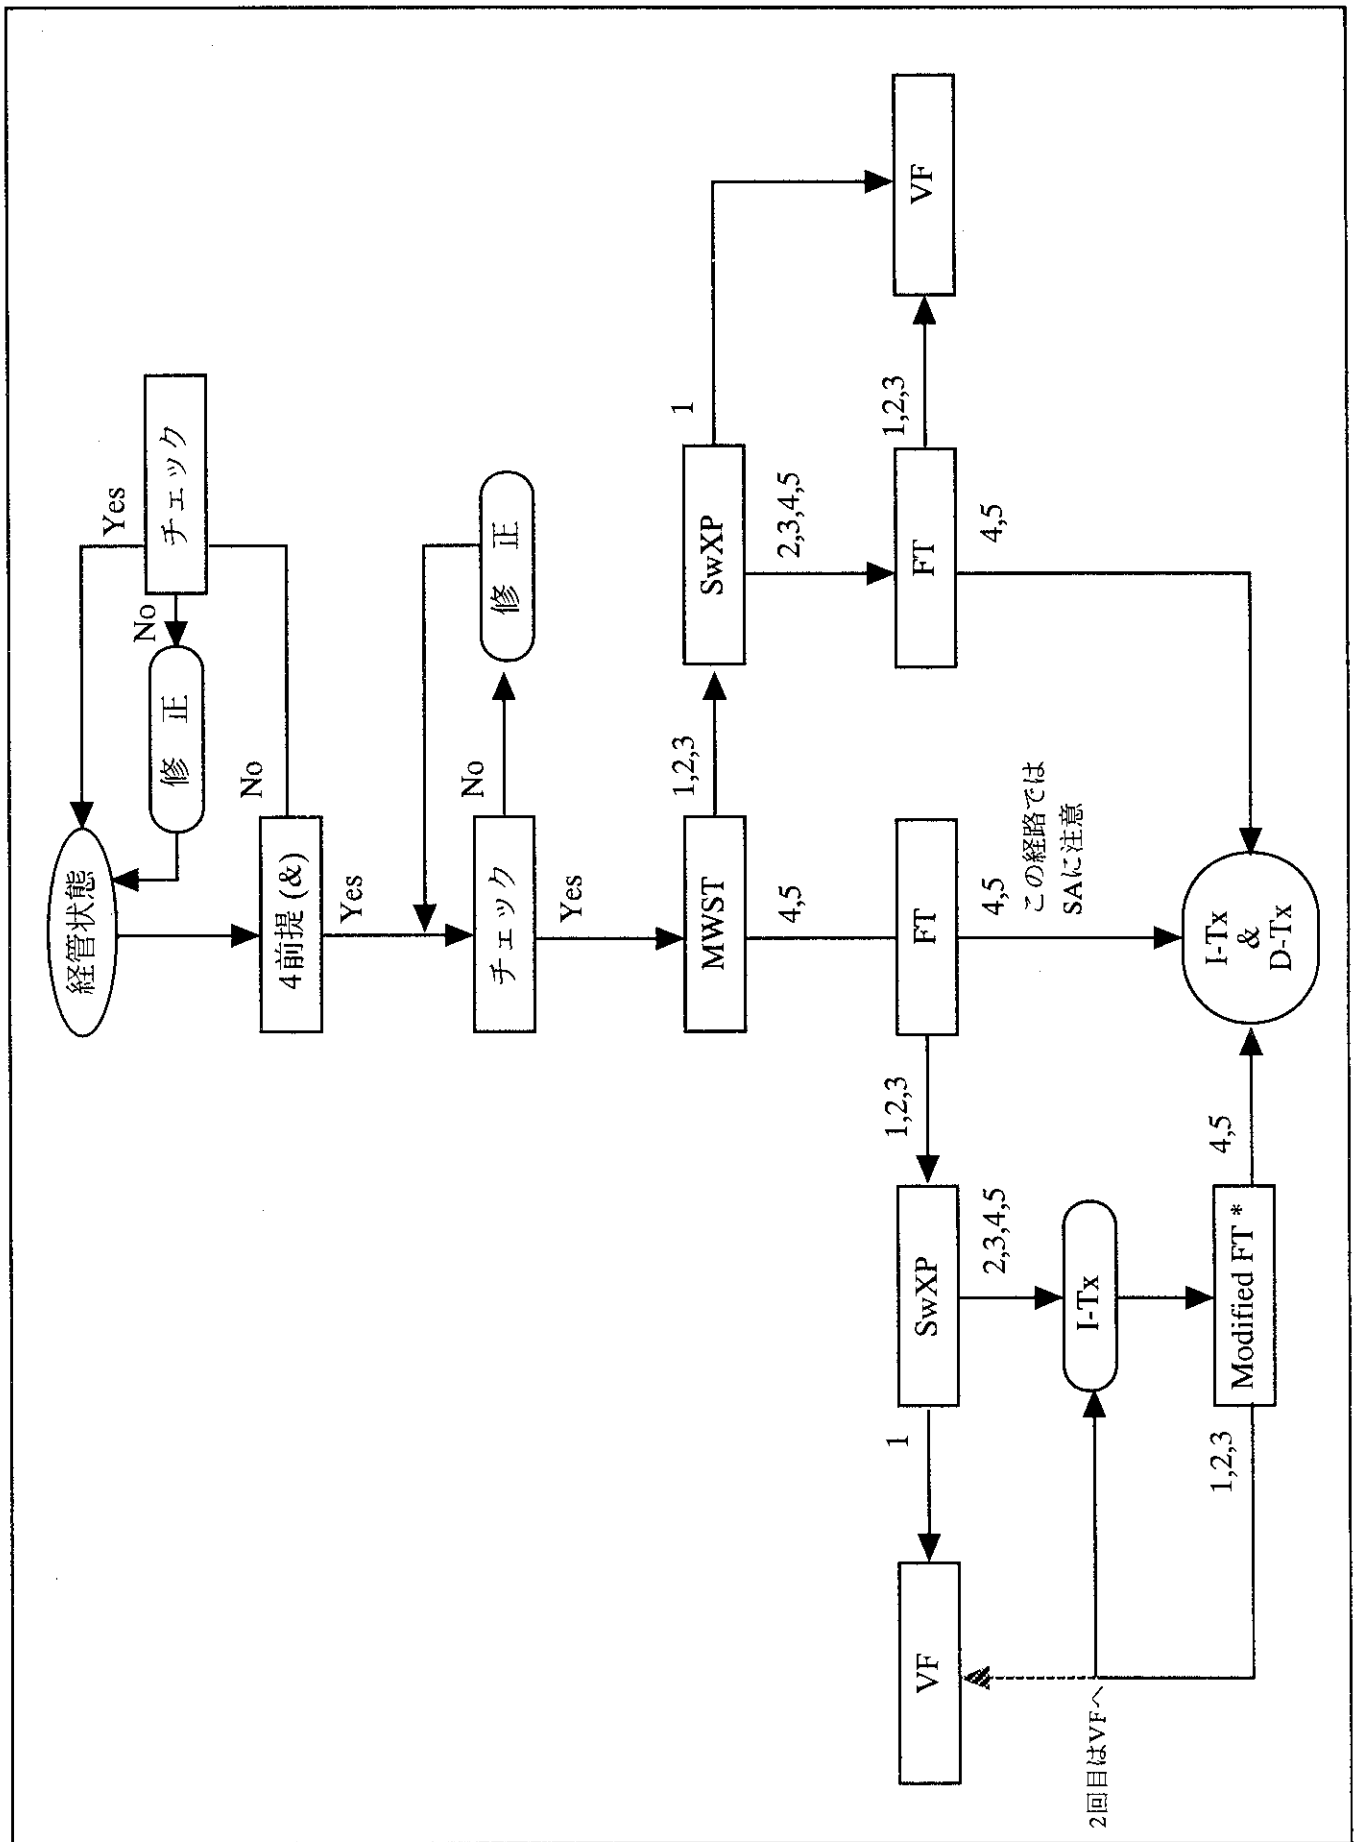 経管状態
Yes
No
修 正
チェック
No
4前提 (&)
Yes
No
チェック
修 正
Yes
1,2,3
1
MWST
SwXP
4,5
2,3,4,5
1
1,2,3
1,2,3
VF
SwXP
FT
FT
VF
2,3,4,5
4,5
4,5
この経路では
SAに注意
2回目はVFへ
I-Tx
1,2,3
4,5
Modified FT *
I-Tx
&
D-Tx